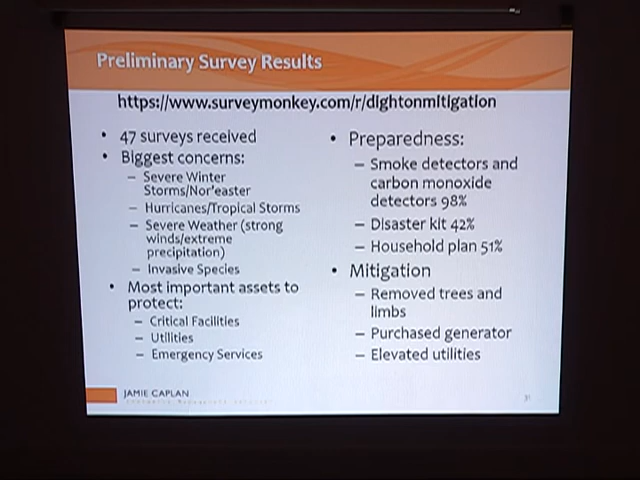 Preliminary Survey Results
https://www.surveymonkey.com/r/dightonmitigation
• 47 surveys received
• Biggest concerns:
– Severe Winter
Storms/Nor'easter
– Hurricanes/Tropical Storms
– Severe Weather (strong
winds/extreme
precipitation)
– Invasive Species
• Most important assets to
protect:
– Critical Facilities
– Utilities
– Emergency Services
• Preparedness:
– Smoke detectors and
carbon monoxide
detectors 98%
– Disaster kit 42%
– Household plan 51%
• Mitigation
– Removed trees and
limbs
– Purchased generator
– Elevated utilities
JAMIE CAPLAN